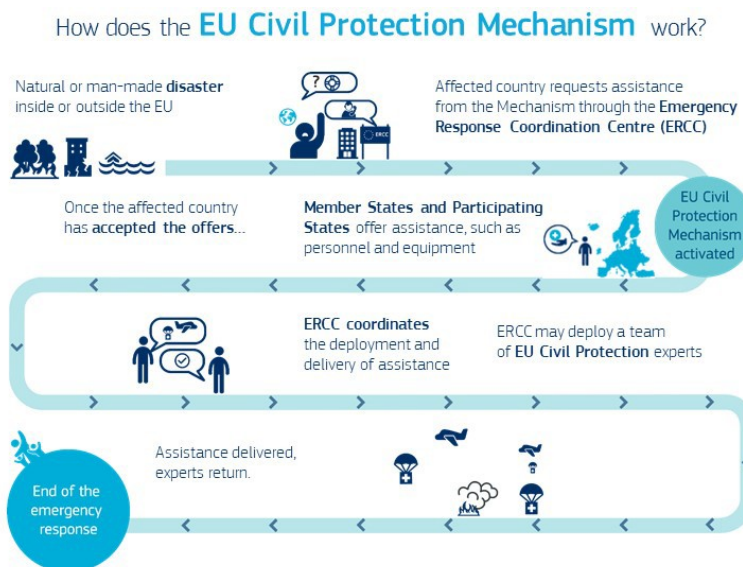 How does the EU Civil Protection Mechanism work?
Natural or man-made disaster
inside or outside the EU
?
ERCC
Affected country requests assistance
from the Mechanism through the Emergency
Response Coordination Centre (ERCC)
EU Civil
Protection
Mechanism
activated
Member States and Participating
States offer assistance, such as
personnel and equipment
Once the affected country
has accepted the offers...
ERCC coordinates
the deployment and
delivery of assistance
ERCC may deploy a team
of EU Civil Protection experts
Assistance delivered,
experts return.
End of the
emergency
response